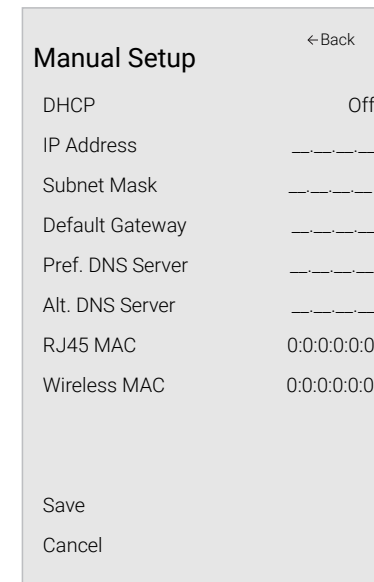 ←Back
Manual Setup
DHCP Off
IP Address __.__.__.__
Subnet Mask __.__.__.__
Default Gateway __.__.__.__
Pref. DNS Server __.__.__.__
Alt. DNS Server __.__.__.__
RJ45 MAC 0:0:0:0:0:0
Wireless MAC 0:0:0:0:0:0
Save
Cancel